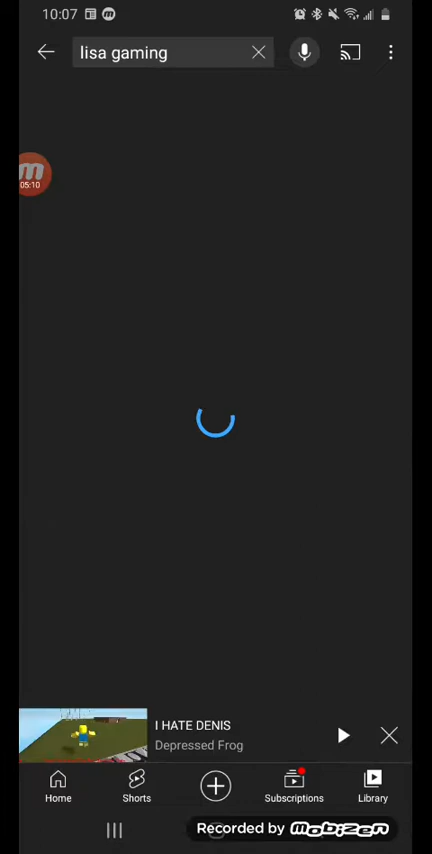 10:07
lisa gaming
05:10
I HATE DENIS
Depressed Frog
Home
Shorts
Subscriptions
Library
Recorded by mobizen